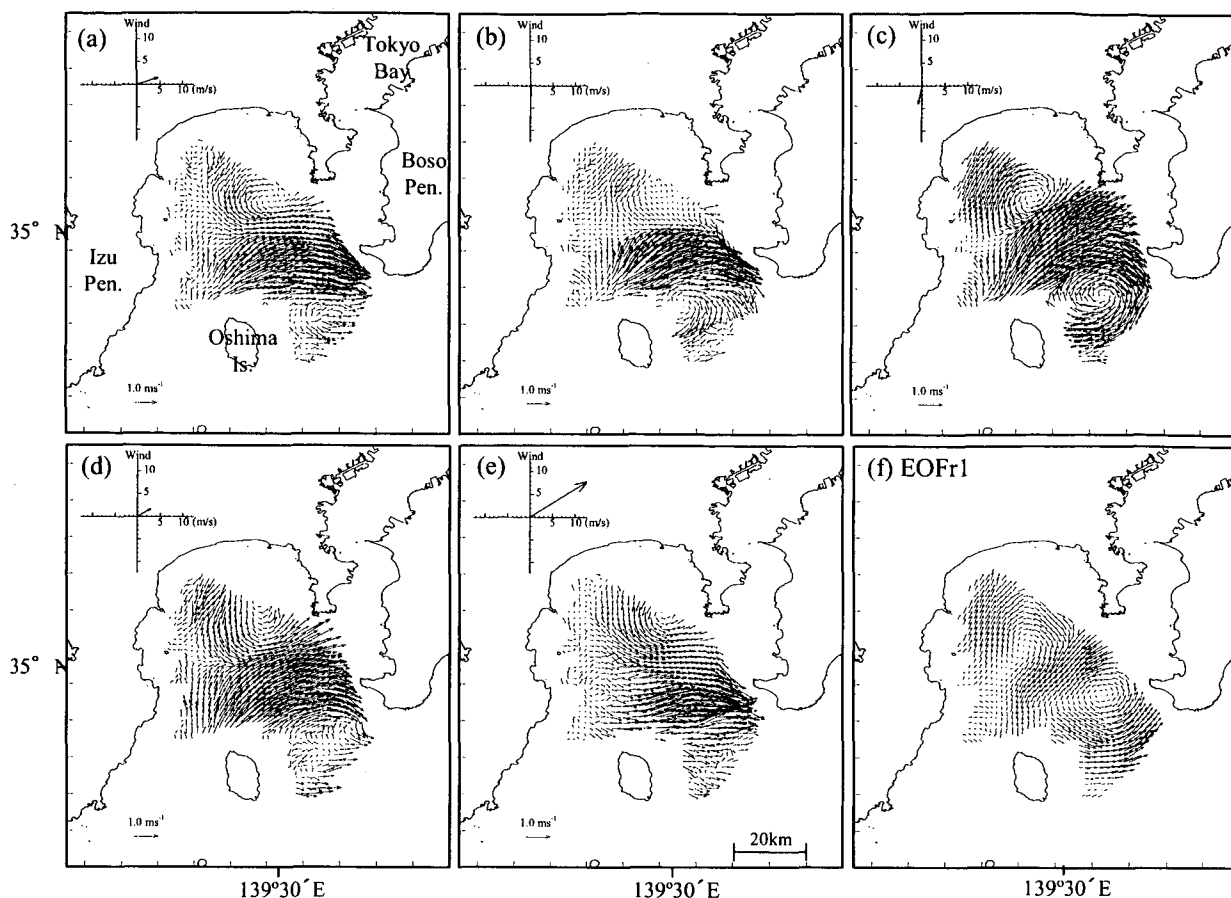 (a)
Wind
10
5
5
10 (m/s)
Tokyo
Bay
Boso
Pen.
Izu
Pen.
Oshima
Is.
1.0 ms⁻¹
(b)
Wind
10
5
5
10 (m/s)
1.0 ms⁻¹
(c)
Wind
10
5
5
10 (m/s)
1.0 ms⁻¹
35° N
(d)
Wind
10
5
5
10 (m/s)
1.0 ms⁻¹
(e)
Wind
10
5
5
10 (m/s)
1.0 ms⁻¹
20km
(f) EOFr1
35° N
139°30´ E
139°30´ E
139°30´ E